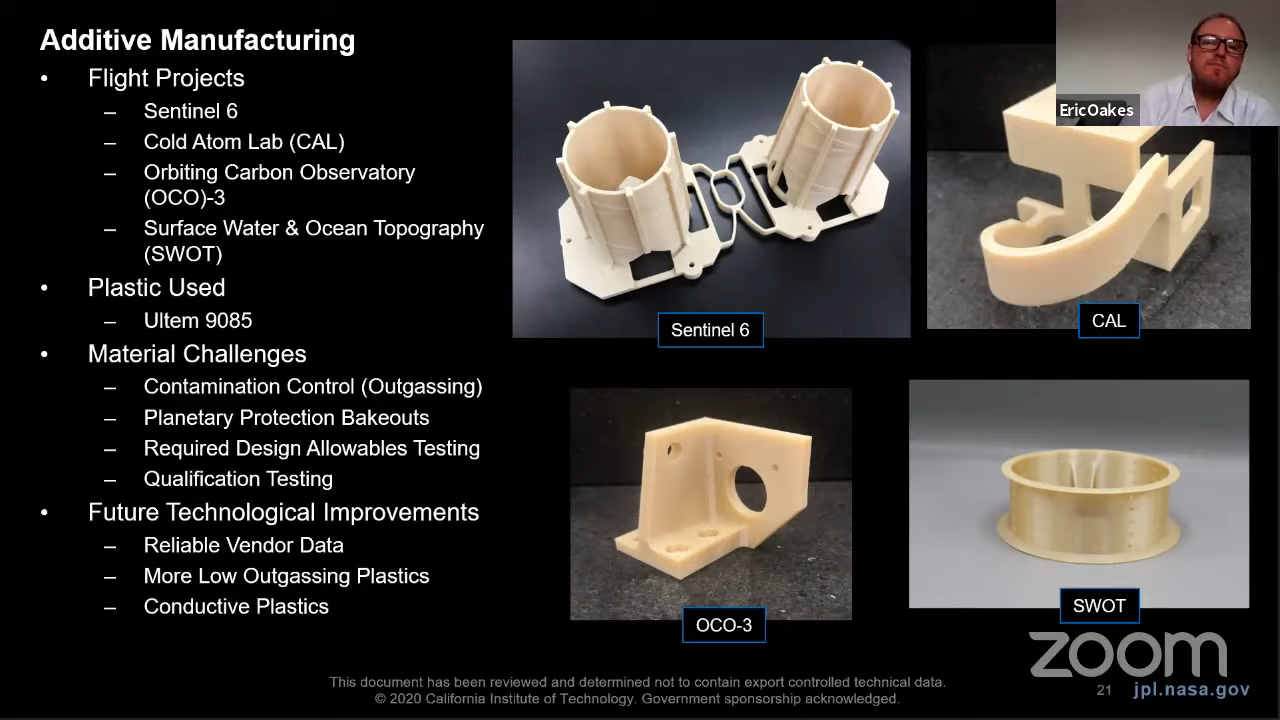 Additive Manufacturing
• Flight Projects
– Sentinel 6
– Cold Atom Lab (CAL)
– Orbiting Carbon Observatory
(OCO)-3
– Surface Water & Ocean Topography
(SWOT)
• Plastic Used
– Ultem 9085
• Material Challenges
– Contamination Control (Outgassing)
– Planetary Protection Bakeouts
– Required Design Allowables Testing
– Qualification Testing
• Future Technological Improvements
– Reliable Vendor Data
– More Low Outgassing Plastics
– Conductive Plastics
Eric Oakes
Sentinel 6
CAL
OCO-3
SWOT
zoom
This document has been reviewed and determined not to contain export controlled technical data.
© 2020 California Institute of Technology. Government sponsorship acknowledged.
21 jpl.nasa.gov